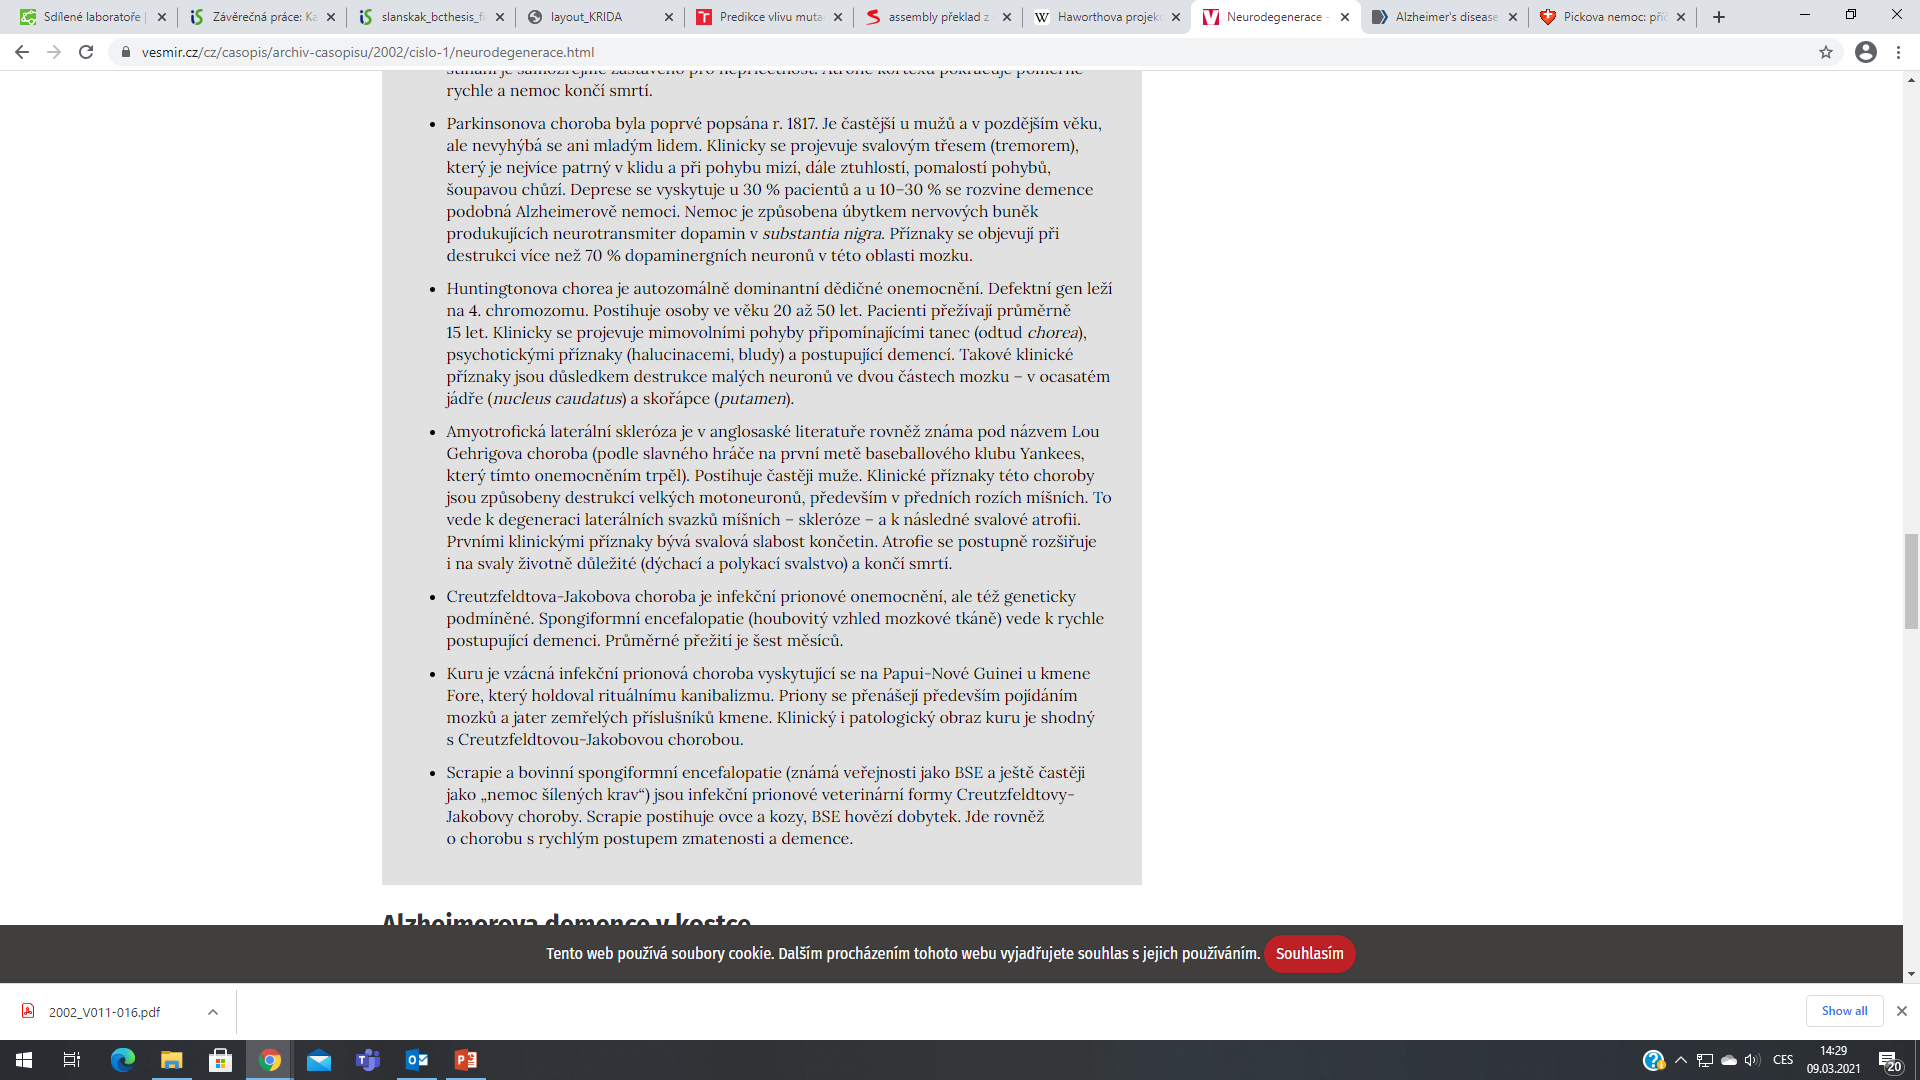 Sdílené laboratoře |
Závěrečná práce: Ka
slanskak_bcthesis_fi
layout_KRIDA
Predikce vlivu muta
assembly překlad z
Haworthova projek
Neurodegenerace -
Alzheimer's disease
Pickova nemoc: pří
vesmir.cz/cz/casopis/archiv-casopisu/2002/cislo-1/neurodegenerace.html
stíhání je samozřejmě zastaveno pro nepříčetnost. Atrofie kortexu pokračuje poměrně
rychle a nemoc končí smrtí.
• Parkinsonova choroba byla poprvé popsána r. 1817. Je častější u mužů a v pozdějším věku,
ale nevyhýbá se ani mladým lidem. Klinicky se projevuje svalovým třesem (tremorem),
který je nejvíce patrný v klidu a při pohybu mizí, dále ztuhlostí, pomalostí pohybů,
šoupavou chůzí. Deprese se vyskytuje u 30 % pacientů a u 10–30 % se rozvine demence
podobná Alzheimerově nemoci. Nemoc je způsobena úbytkem nervových buněk
produkujících neurotransmiter dopamin v substantia nigra. Příznaky se objevují při
destrukci více než 70 % dopaminergních neuronů v této oblasti mozku.
• Huntingtonova chorea je autozomálně dominantní dědičné onemocnění. Defektní gen leží
na 4. chromozomu. Postihuje osoby ve věku 20 až 50 let. Pacienti přežívají průměrně
15 let. Klinicky se projevuje mimovolními pohyby připomínajícími tanec (odtud chorea),
psychotickými příznaky (halucinacemi, bludy) a postupující demencí. Takové klinické
příznaky jsou důsledkem destrukce malých neuronů ve dvou částech mozku – v ocasatém
jádře (nucleus caudatus) a skořápce (putamen).
• Amyotrofická laterální skleróza je v anglosaské literatuře rovněž známa pod názvem Lou
Gehrigova choroba (podle slavného hráče na první metě baseballového klubu Yankees,
který tímto onemocněním trpěl). Postihuje častěji muže. Klinické příznaky této choroby
jsou způsobeny destrukcí velkých motoneuronů, především v předních rozích míšních. To
vede k degeneraci laterálních svazků míšních – skleróze – a k následné svalové atrofii.
Prvními klinickými příznaky bývá svalová slabost končetin. Atrofie se postupně rozšiřuje
i na svaly životně důležité (dýchací a polykací svalstvo) a končí smrtí.
• Creutzfeldtova-Jakobova choroba je infekční prionové onemocnění, ale též geneticky
podmíněné. Spongiformní encefalopatie (houbovitý vzhled mozkové tkáně) vede k rychle
postupující demenci. Průměrné přežití je šest měsíců.
• Kuru je vzácná infekční prionová choroba vyskytující se na Papui-Nové Guinei u kmene
Fore, který holdoval rituálnímu kanibalizmu. Priony se přenášejí především pojídáním
mozků a jater zemřelých příslušníků kmene. Klinický i patologický obraz kuru je shodný
s Creutzfeldtovou-Jakobovou chorobou.
• Scrapie a bovinní spongiformní encefalopatie (známá veřejnosti jako BSE a ještě častěji
jako „nemoc šílených krav“) jsou infekční prionové veterinární formy Creutzfeldtovy-
Jakobovy choroby. Scrapie postihuje ovce a kozy, BSE hovězí dobytek. Jde rovněž
o chorobu s rychlým postupem zmatenosti a demence.
Alzheimerova demence v kostce
Tento web používá soubory cookie. Dalším procházením tohoto webu vyjadřujete souhlas s jejich používáním. Souhlasím
2002_V011-016.pdf
Show all
CES
14:29
09.03.2021
20